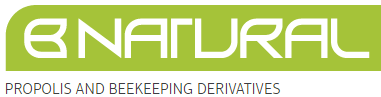 B NATURAL
PROPOLIS AND BEEKEEPING DERIVATIVES